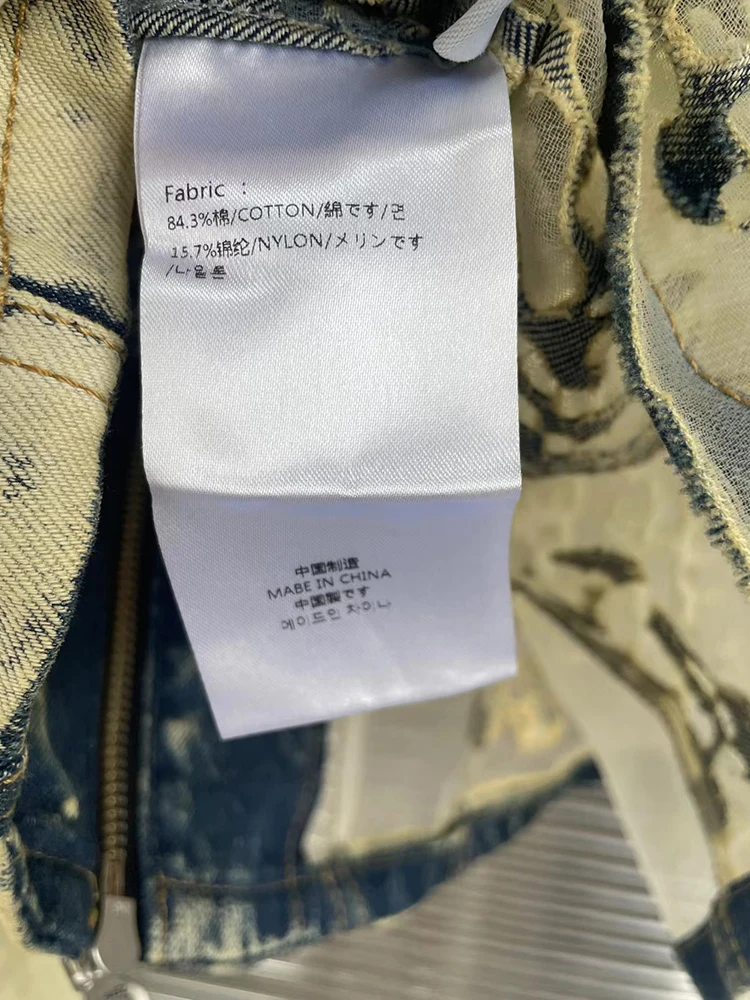 Fabric :
84.3%棉/COTTON/綿です/면
15.7%锦纶/NYLON/メリンです
/나일론
中国制造
MABE IN CHINA
中国製です
메이드인 차이나